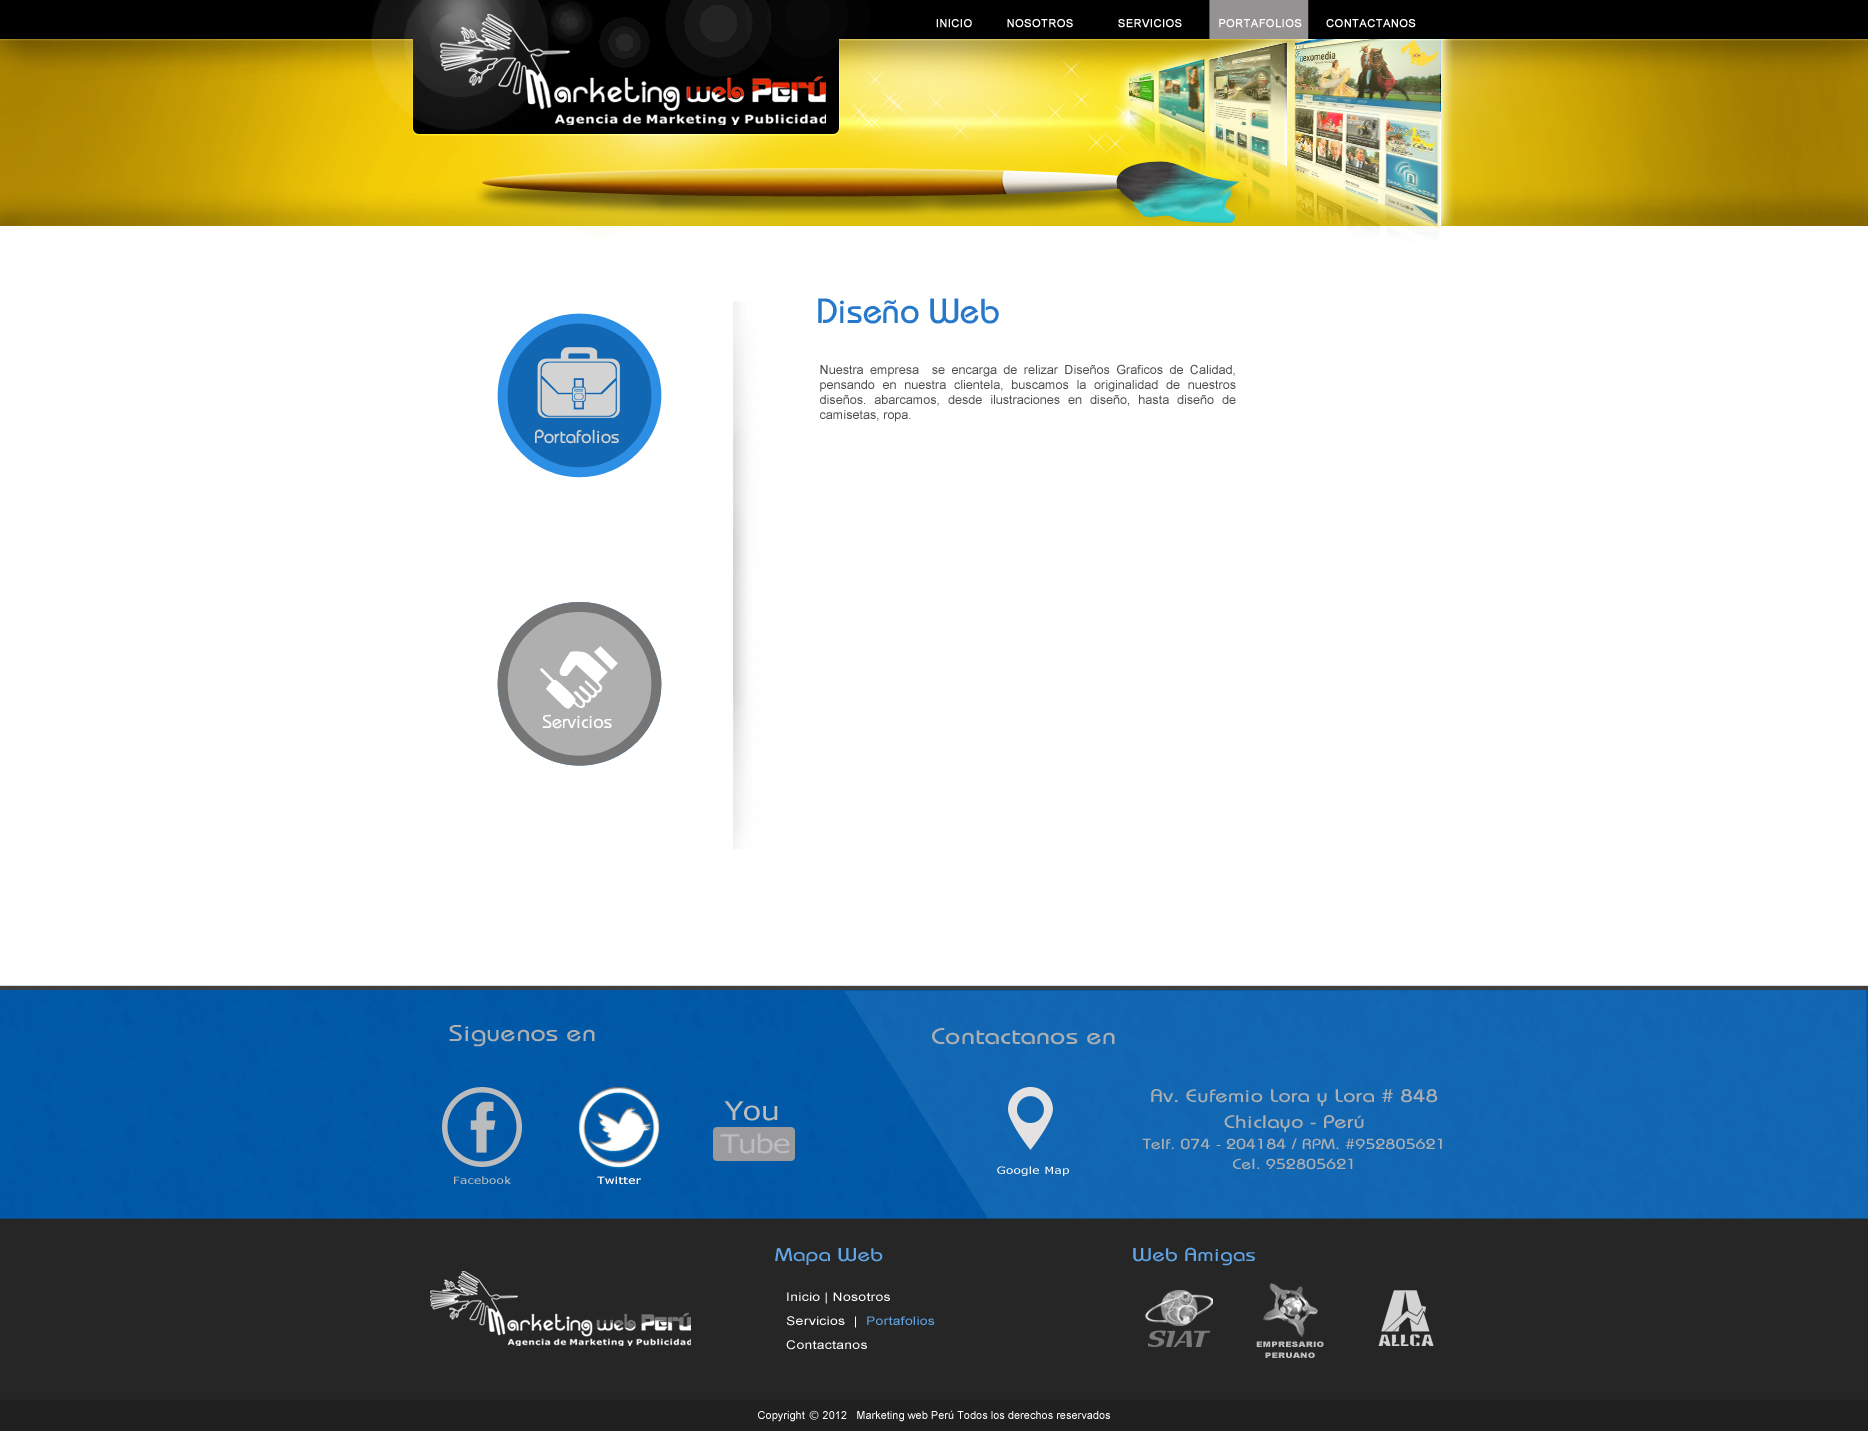 INICIO NOSOTROS SERVICIOS PORTAFOLIOS CONTACTANOS
Marketing web Perú
Agencia de Marketing y Publicidad
exomedia
Diseño Web
Nuestra empresa se encarga de relizar Diseños Graficos de Calidad,
pensando en nuestra clientela, buscamos la originalidad de nuestros
diseños. abarcamos, desde ilustraciones en diseño, hasta diseño de
camisetas, ropa.
Portafolios
Servicios
Siguenos en
Facebook
Twitter
You
Tube
Contactanos en
Google Map
Av. Eufemio Lora y Lora # 848
Chiclayo - Perú
Telf. 074 - 204184 / RPM. #952805621
Cel. 952805621
Marketing web Perú
Agencia de Marketing y Publicidad
Mapa Web
Inicio | Nosotros
Servicios | Portafolios
Contactanos
Web Amigas
SIAT
EMPRESARIO
PERUANO
ALLCA
Copyright © 2012 Marketing web Perú Todos los derechos reservados